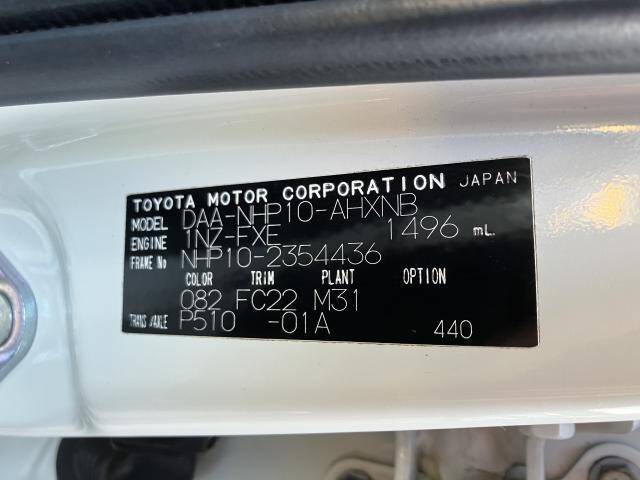 TOYOTA MOTOR CORPORATION JAPAN
MODEL DAA-NHP10-AHXNB
ENGINE 1NZ-FXE 1496 mL.
FRAME No NHP10-2354436
COLOR TRIM PLANT OPTION
082 FC22 M31
TRANS/AXLE P510 -01A 440